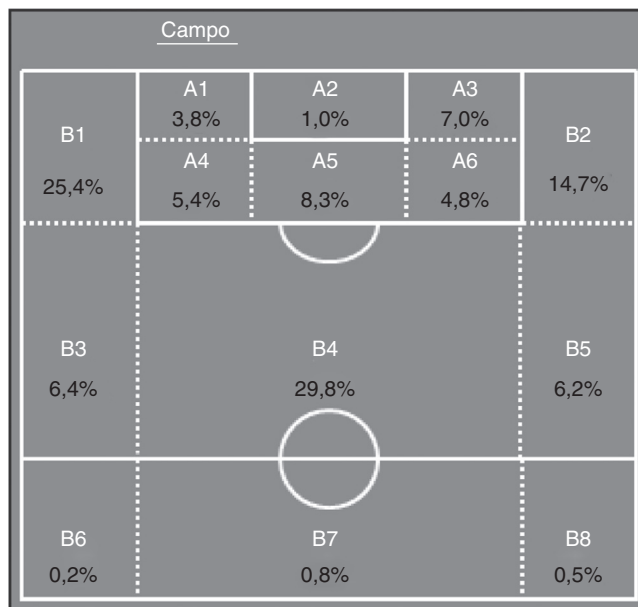 Campo
A1 A2 A3
3,8% 1,0% 7,0%
B1 B2
A4 A5 A6
25,4% 5,4% 8,3% 4,8% 14,7%
B3 B4 B5
6,4% 29,8% 6,2%
B6 B7 B8
0,2% 0,8% 0,5%